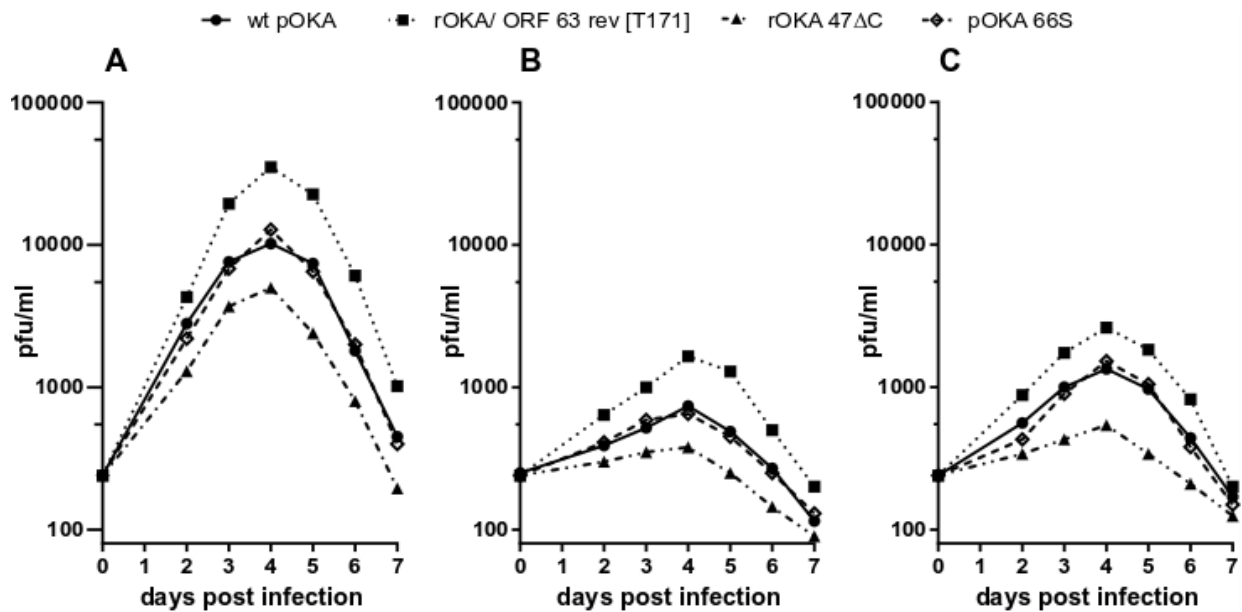 wt pOKA rOKA/ ORF 63 rev [T171] rOKA 47ΔC pOKA 66S
A B C
100000 100000 100000
10000 10000 10000
pfu/ml pfu/ml pfu/ml
1000 1000 1000
100 100 100
0 1 2 3 4 5 6 7 0 1 2 3 4 5 6 7 0 1 2 3 4 5 6 7
days post infection days post infection days post infection